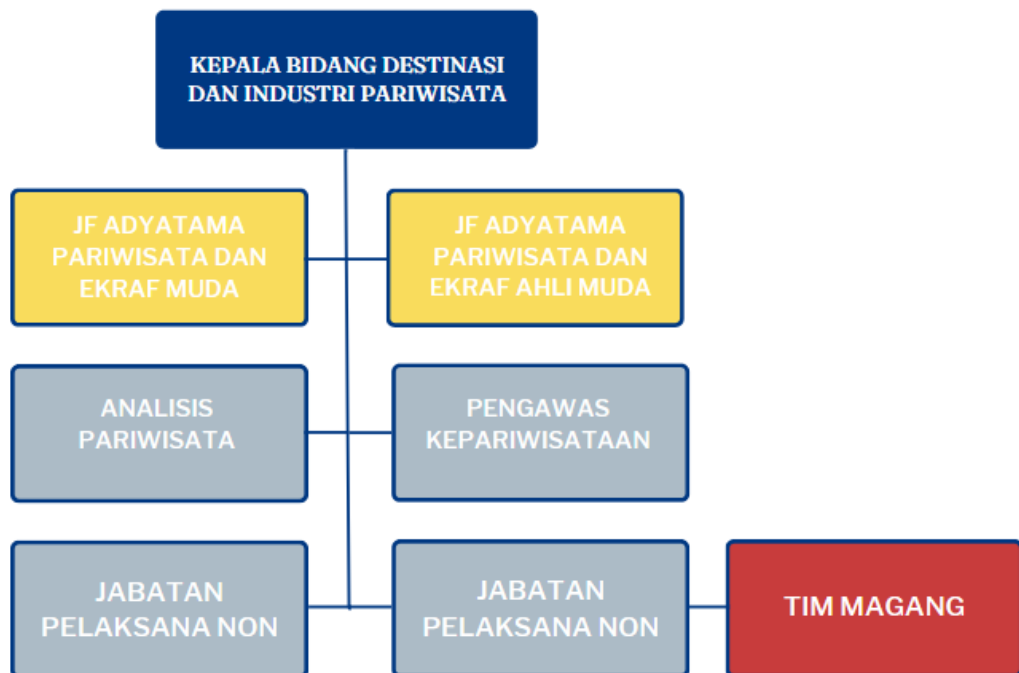 KEPALA BIDANG DESTINASI
DAN INDUSTRI PARIWISATA
JF ADYATAMA
PARIWISATA DAN
EKRAF MUDA
JF ADYATAMA
PARIWISATA DAN
EKRAF AHLI MUDA
ANALISIS
PARIWISATA
PENGAWAS
KEPARIWISATAAN
JABATAN
PELAKSANA NON
JABATAN
PELAKSANA NON
TIM MAGANG